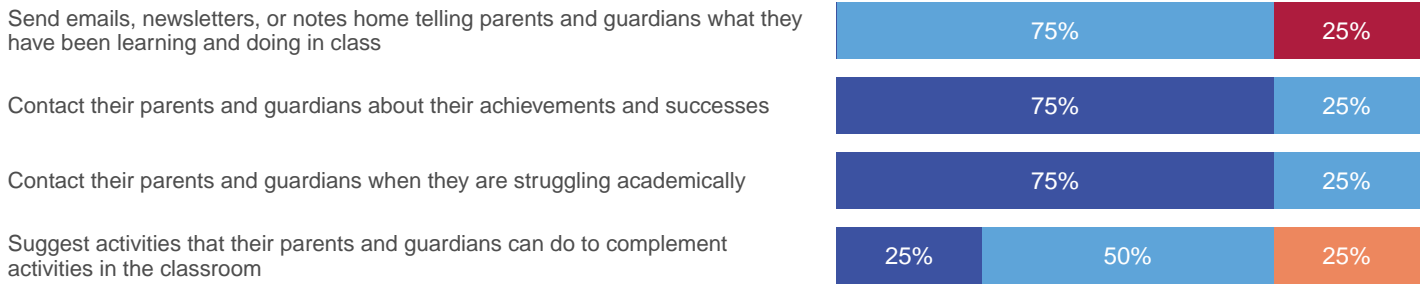 Send emails, newsletters, or notes home telling parents and guardians what they
have been learning and doing in class
75%
25%
Contact their parents and guardians about their achievements and successes
75%
25%
Contact their parents and guardians when they are struggling academically
75%
25%
Suggest activities that their parents and guardians can do to complement
activities in the classroom
25%
50%
25%